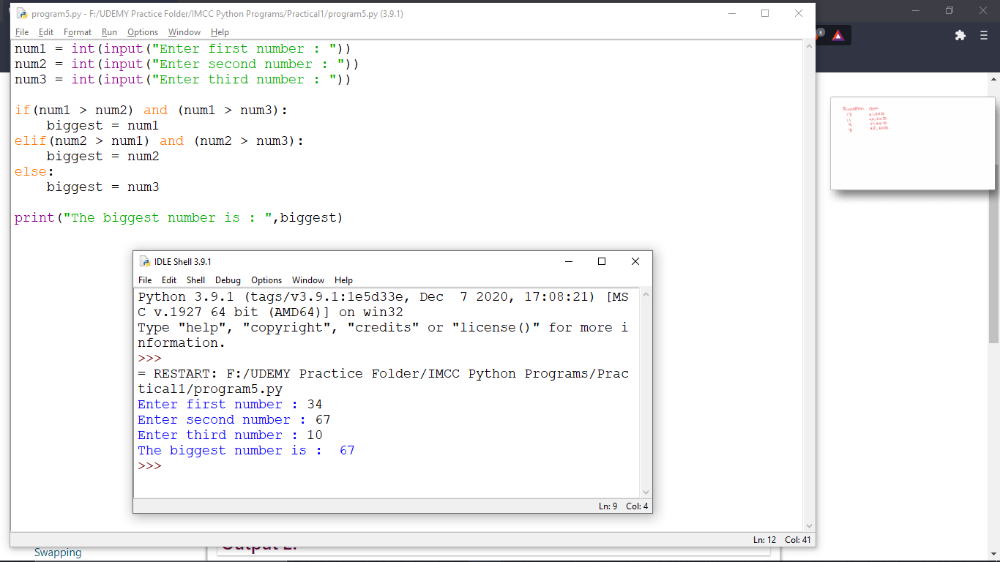 program5.py - F:/UDEMY Practice Folder/IMCC Python Programs/Practical1/program5.py (3.9.1)
File Edit Format Run Options Window Help
num1 = int(input("Enter first number : "))
num2 = int(input("Enter second number : "))
num3 = int(input("Enter third number : "))
if(num1 > num2) and (num1 > num3):
    biggest = num1
elif(num2 > num1) and (num2 > num3):
    biggest = num2
else:
    biggest = num3
print("The biggest number is : ",biggest)
IDLE Shell 3.9.1
File Edit Shell Debug Options Window Help
Python 3.9.1 (tags/v3.9.1:1e5d33e, Dec  7 2020, 17:08:21) [MS
C v.1927 64 bit (AMD64)] on win32
Type "help", "copyright", "credits" or "license()" for more i
nformation.
>>>
= RESTART: F:/UDEMY Practice Folder/IMCC Python Programs/Prac
tical1/program5.py
Enter first number : 34
Enter second number : 67
Enter third number : 10
The biggest number is :  67
>>>
Ln: 9 Col: 4
Ln: 12 Col: 41
3
Swapping
Output 2: